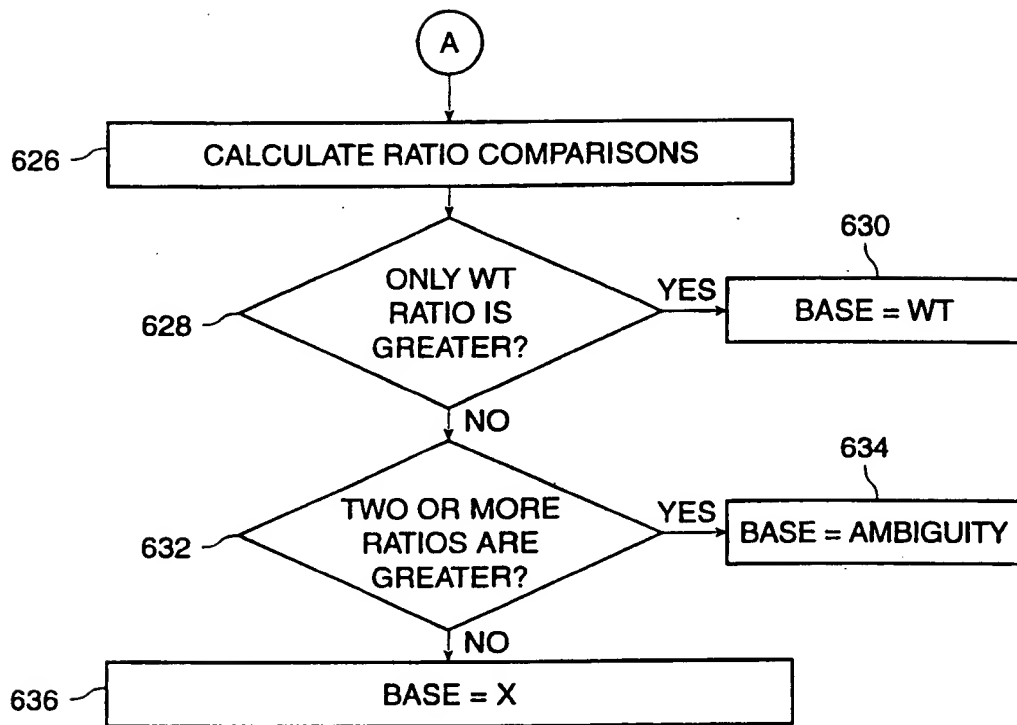 A
626
CALCULATE RATIO COMPARISONS
628
ONLY WT
RATIO IS
GREATER?
YES
630
BASE = WT
NO
632
TWO OR MORE
RATIOS ARE
GREATER?
YES
634
BASE = AMBIGUITY
NO
636
BASE = X